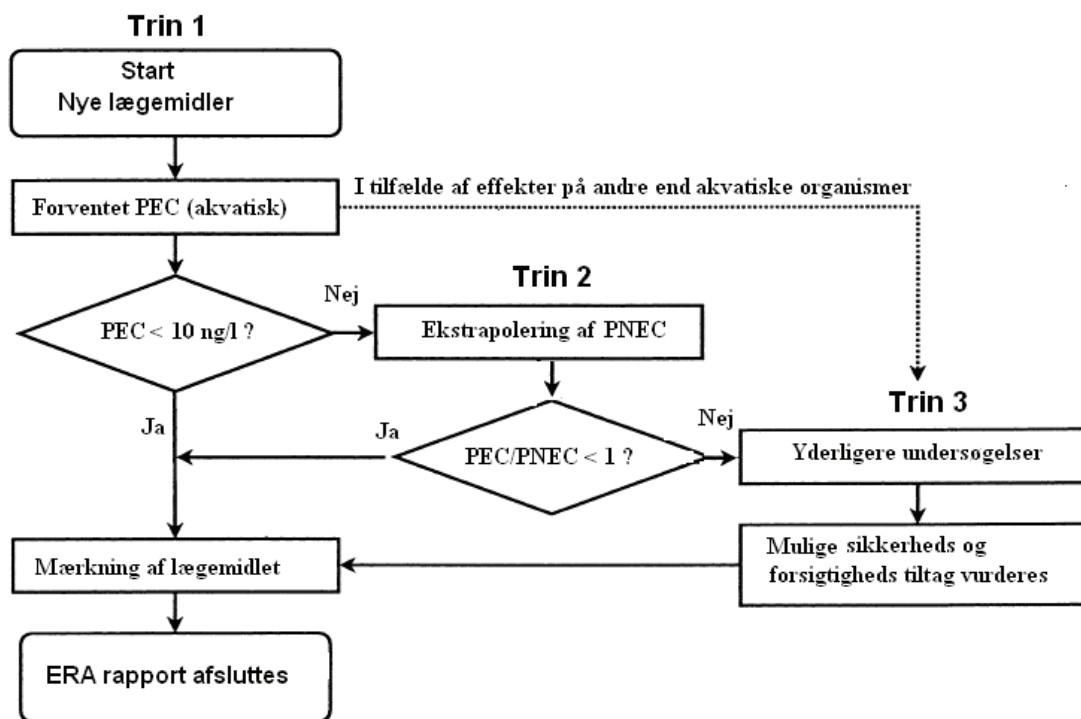 Trin 1
Start
Nye lægemidler
I tilfælde af effekter på andre end akvatiske organismer
Forventet PEC (akvatisk)
Trin 2
Nej
PEC < 10 ng/l ?
Ekstrapolering af PNEC
Trin 3
Ja
Ja
Nej
PEC/PNEC < 1 ?
Yderligere undersøgelser
Mærkning af lægemidlet
Mulige sikkerheds og
forsigtigheds tiltag vurderes
ERA rapport afsluttes